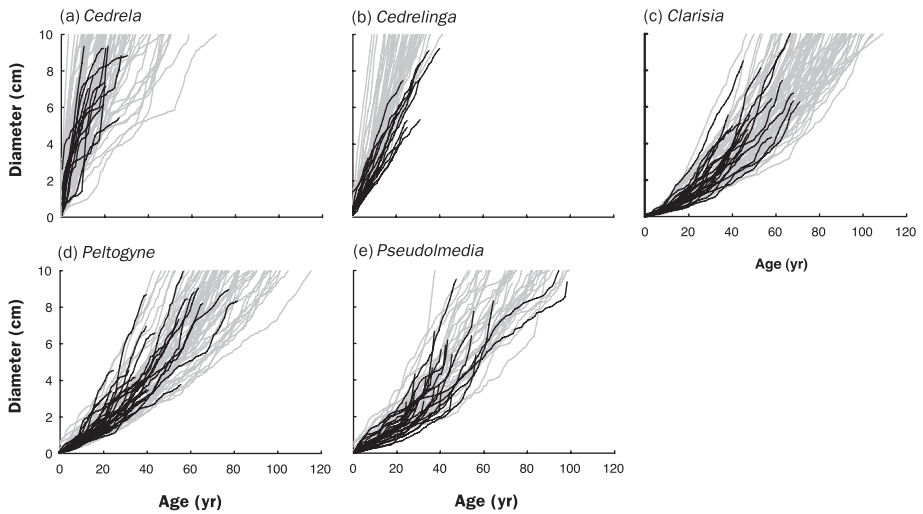 (a) Cedrela
(b) Cedrelinga
(c) Clarisia
Diameter (cm)
10
8
6
4
2
0
0 20 40 60 80 100 120
Age (yr)
(d) Peltogyne
(e) Pseudolmedia
Diameter (cm)
10
8
6
4
2
0
0 20 40 60 80 100 120
0 20 40 60 80 100 120
Age (yr)
Age (yr)